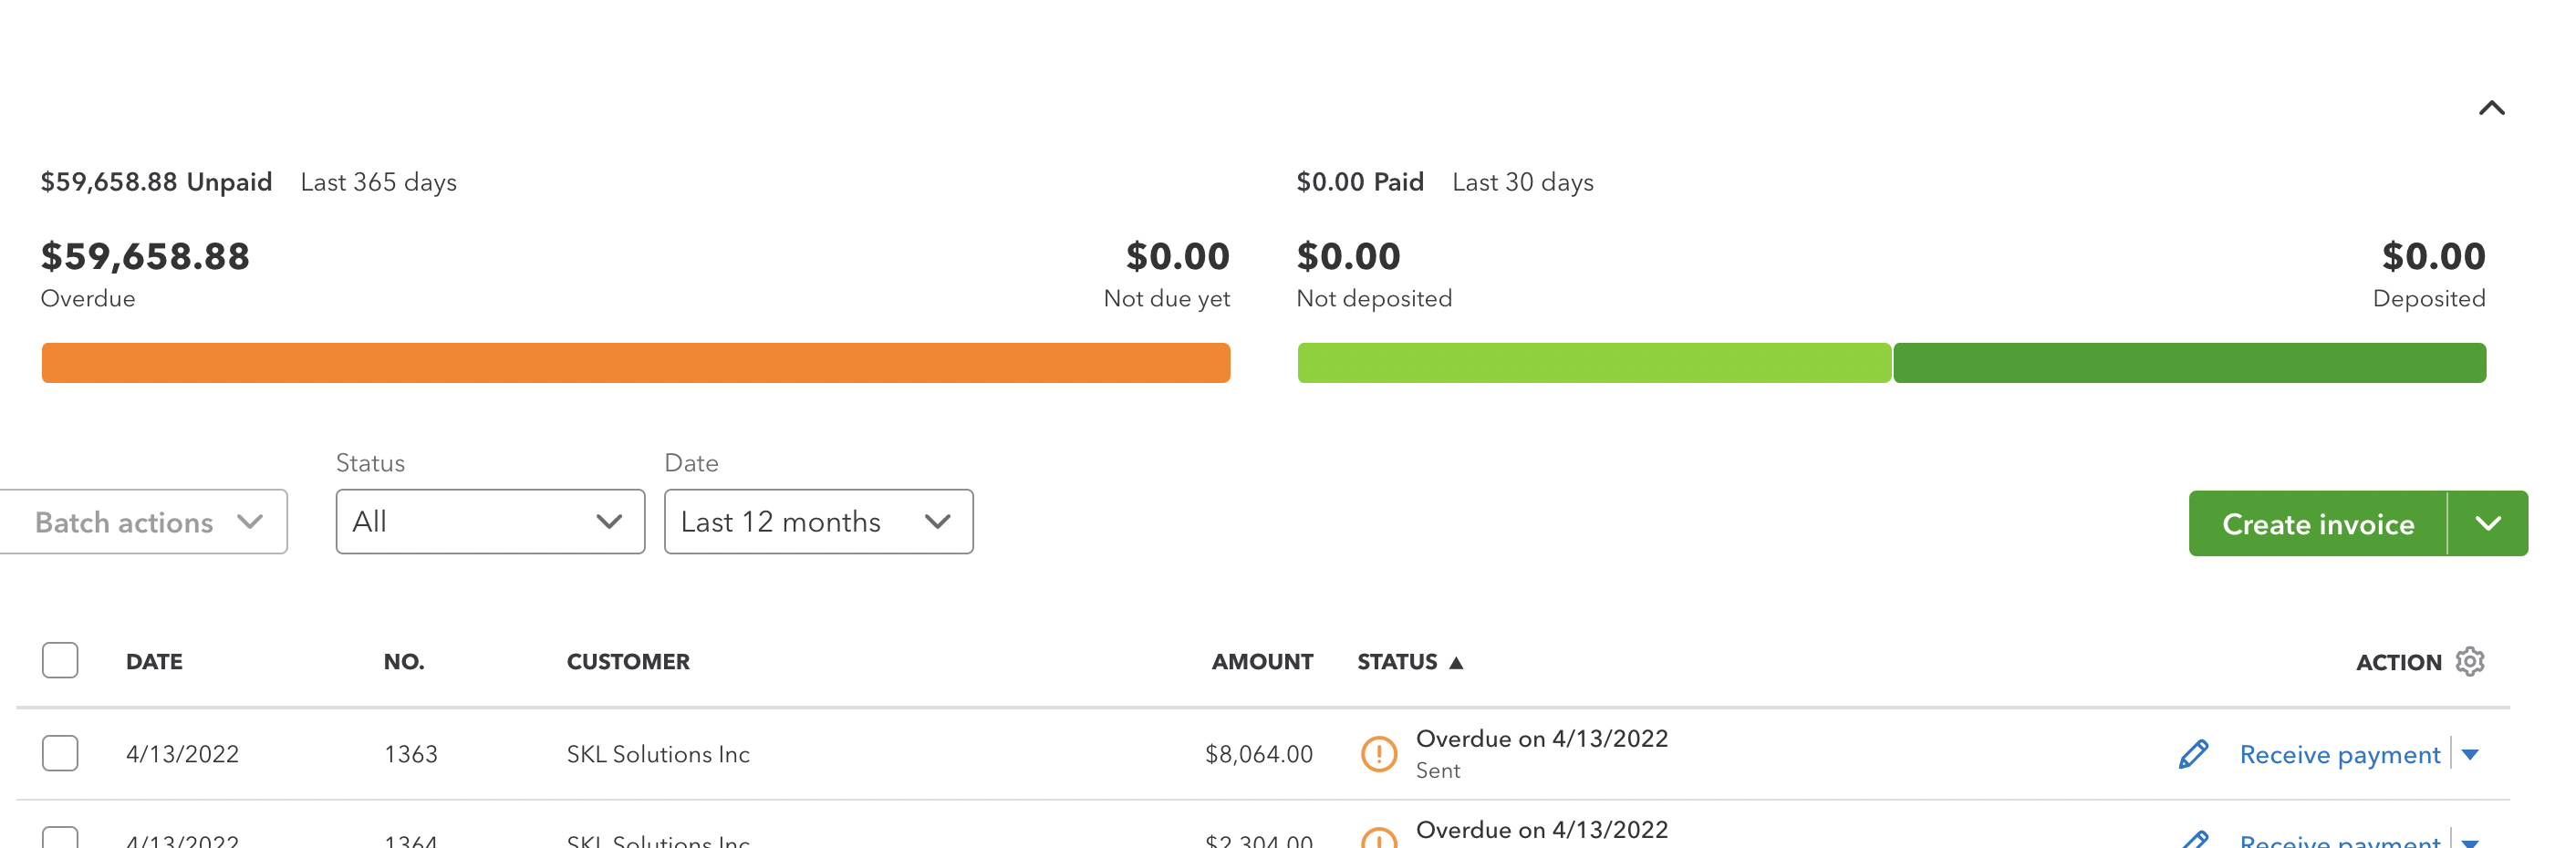 $59,658.88 Unpaid Last 365 days
$0.00 Paid Last 30 days
$59,658.88
Overdue
$0.00
Not due yet
$0.00
Not deposited
$0.00
Deposited
Status
Date
Batch actions
All
Last 12 months
Create invoice
DATE NO. CUSTOMER AMOUNT STATUS ▲ ACTION
4/13/2022 1363 SKL Solutions Inc $8,064.00 Overdue on 4/13/2022 Receive payment
Sent
4/13/2022 1364 SKL Solutions Inc $2,304.00 Overdue on 4/13/2022 Receive payment